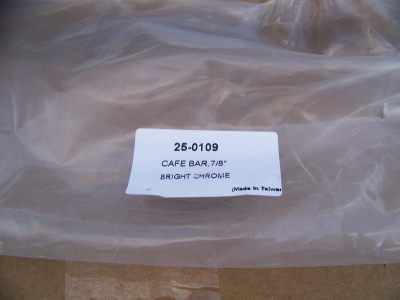 25-0109
CAFE BAR,7/8"
BRIGHT CHROME
(Made in Taiwan